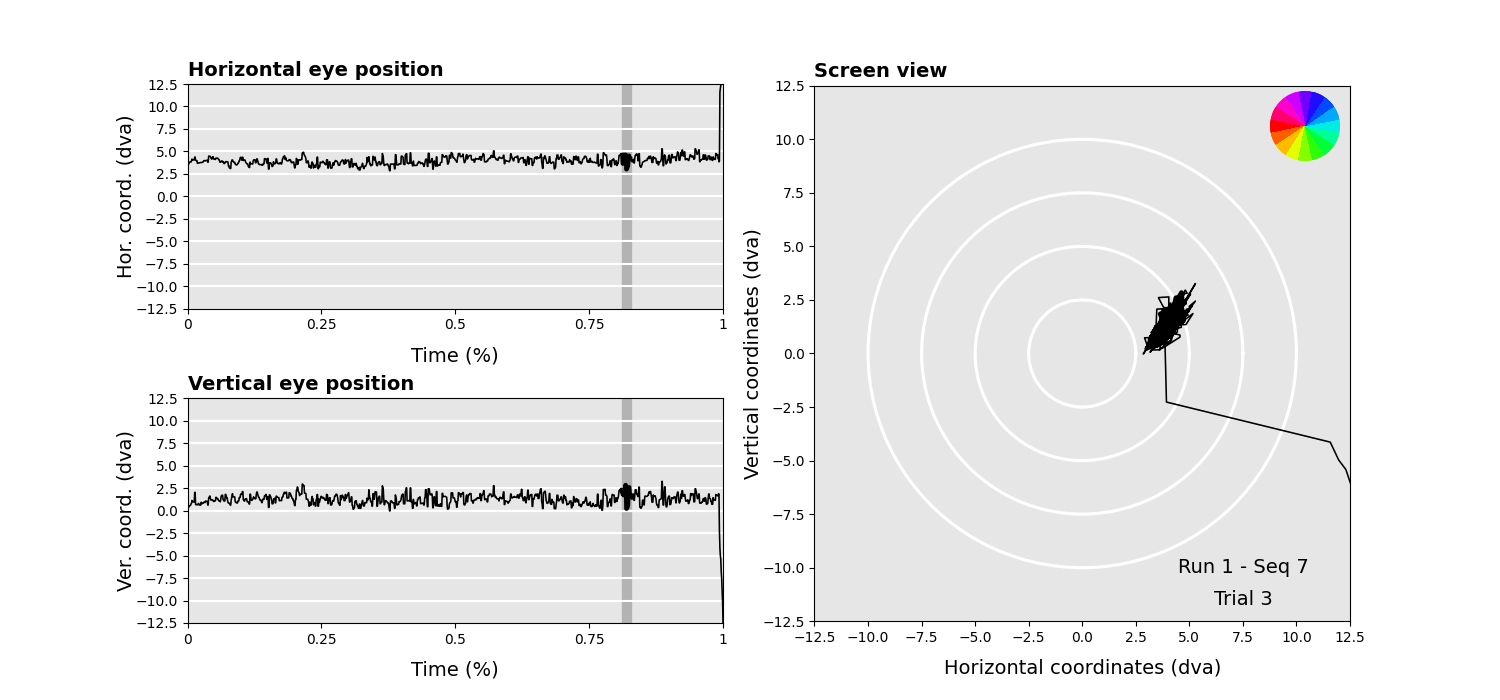 Horizontal eye position
Hor. coord. (dva)
12.5
10.0
7.5
5.0
2.5
0.0
−2.5
−5.0
−7.5
−10.0
−12.5
0 0.25 0.5 0.75 1
Time (%)
Vertical eye position
Ver. coord. (dva)
12.5
10.0
7.5
5.0
2.5
0.0
−2.5
−5.0
−7.5
−10.0
−12.5
0 0.25 0.5 0.75 1
Time (%)
Screen view
Vertical coordinates (dva)
12.5
10.0
7.5
5.0
2.5
0.0
−2.5
−5.0
−7.5
−10.0
−12.5
Run 1 - Seq 7
Trial 3
−12.5 −10.0 −7.5 −5.0 −2.5 0.0 2.5 5.0 7.5 10.0 12.5
Horizontal coordinates (dva)